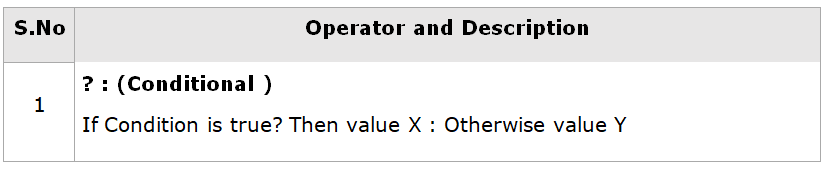 S.No Operator and Description
? : (Conditional )
1
If Condition is true? Then value X : Otherwise value Y